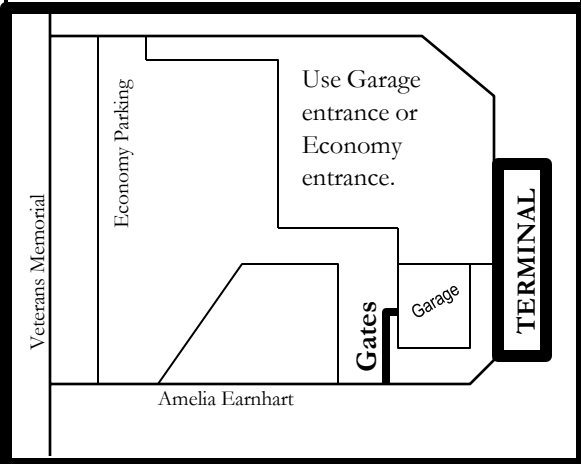 Use Garage
entrance or
Economy
entrance.
Economy Parking
Veterans Memorial
TERMINAL
Garage
Gates
Amelia Earnhart